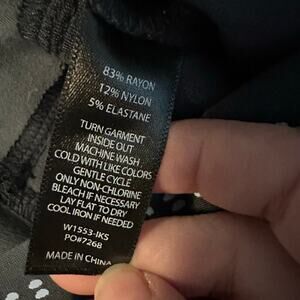 83% RAYON
12% NYLON
5% ELASTANE
TURN GARMENT
INSIDE OUT
MACHINE WASH
COLD WITH LIKE COLORS
GENTLE CYCLE
ONLY NON-CHLORINE
BLEACH IF NECESSARY
LAY FLAT TO DRY
COOL IRON IF NEEDED
W1553-IKS
PO#7268
MADE IN CHINA